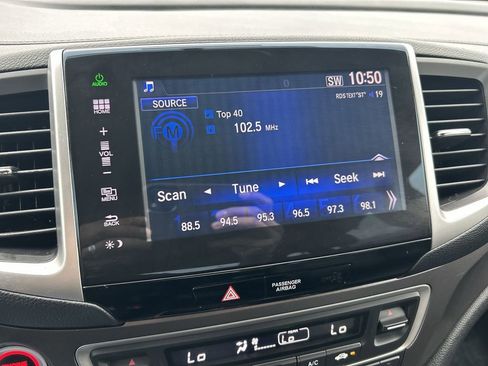 AUDIO
SW 10:50
SOURCE
RDS TEXT "ST" 19
HOME
Top 40
FM
102.5 MHz
+
VOL
−
Scan ◄ Tune ► ⏮ Seek ⏭
MENU
88.5 94.5 95.3 96.5 97.3 98.1
BACK
PASSENGER
AIRBAG
REAR
Lo Lo Lo
A/C